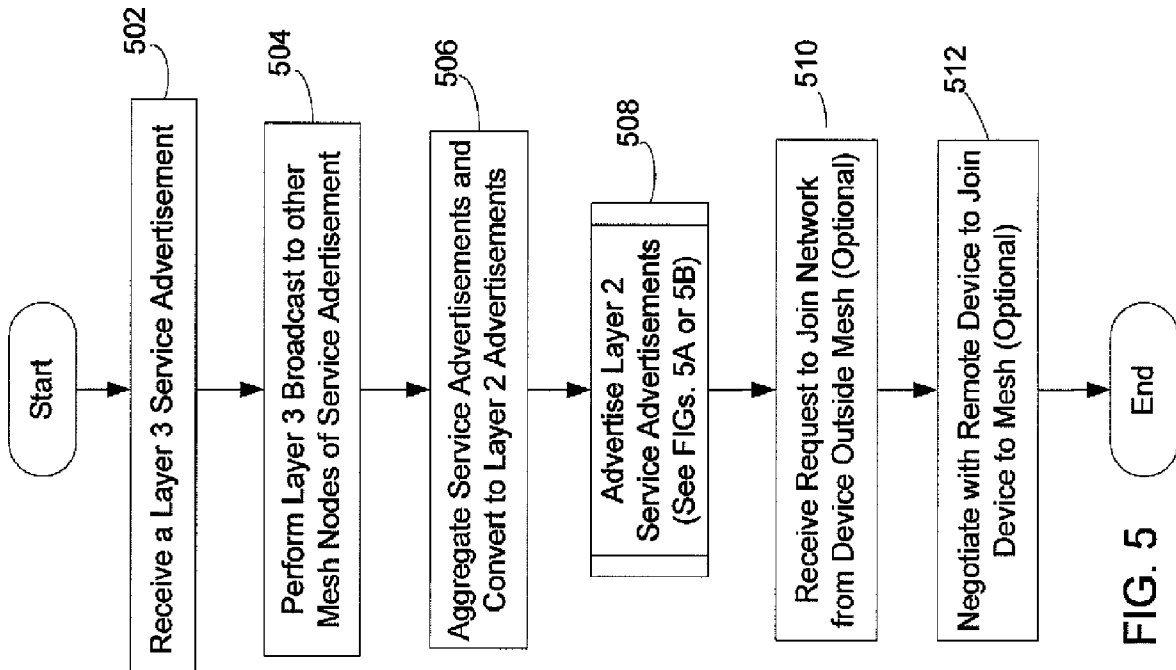 Start
502
Receive a Layer 3 Service Advertisement
504
Perform Layer 3 Broadcast to other
Mesh Nodes of Service Adertisement
506
Aggregate Service Advertisements and
Convert to Layer 2 Advertisements
508
Advertise Layer 2
Service Advertisements
(See FIGs. 5A or 5B)
510
Receive Request to Join Network
from Device Outside Mesh (Optional)
512
Negotiate with Remote Device to Join
Device to Mesh (Optional)
End
FIG. 5